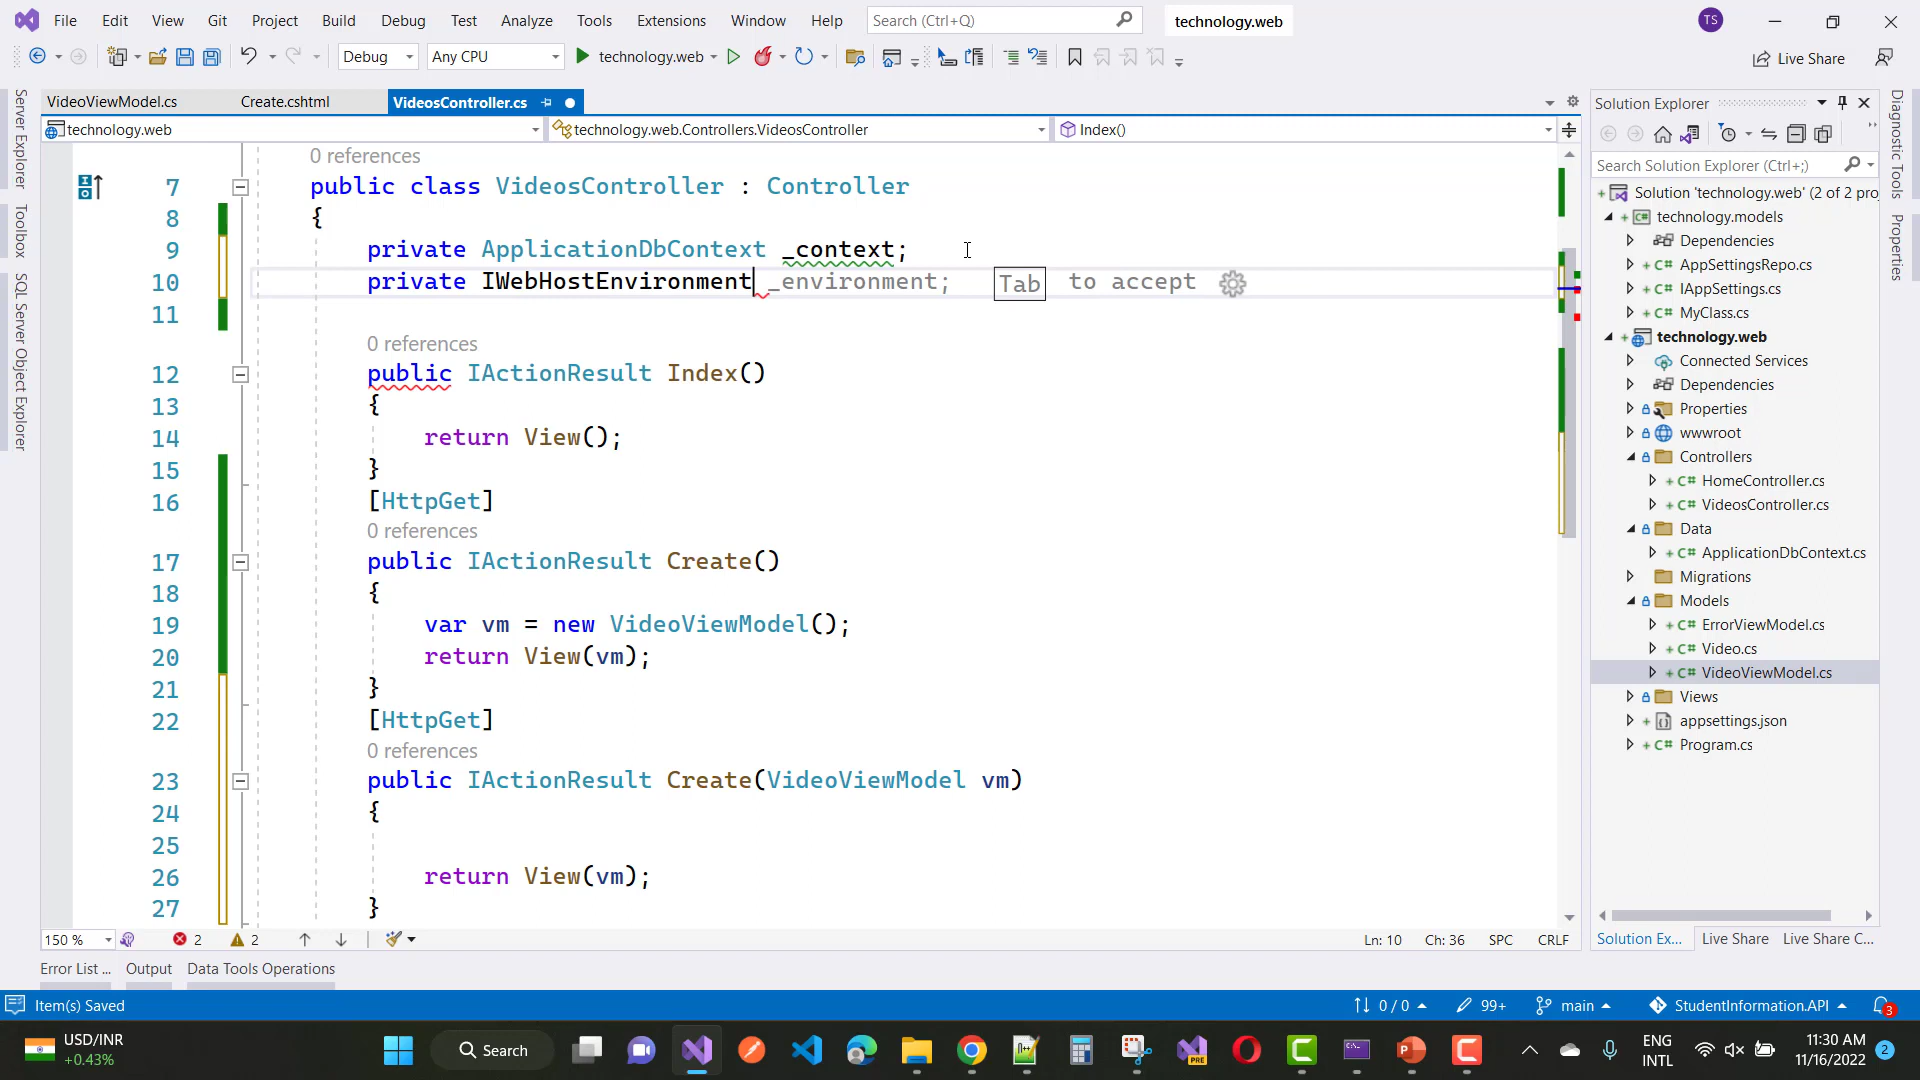 File Edit View Git Project Build Debug Test Analyze Tools Extensions Window Help Search (Ctrl+Q) technology.web TS
Debug Any CPU technology.web Live Share
VideoViewModel.cs Create.cshtml VideosController.cs
technology.web technology.web.Controllers.VideosController Index()
Server Explorer
Toolbox
SQL Server Object Explorer
0 references
7 public class VideosController : Controller
8 {
9 private ApplicationDbContext _context;
10 private IWebHostEnvironment _environment; Tab to accept
11
0 references
12 public IActionResult Index()
13 {
14 return View();
15 }
16 [HttpGet]
0 references
17 public IActionResult Create()
18 {
19 var vm = new VideoViewModel();
20 return View(vm);
21 }
22 [HttpGet]
0 references
23 public IActionResult Create(VideoViewModel vm)
24 {
25
26 return View(vm);
27 }
150 % 2 2 Ln: 10 Ch: 36 SPC CRLF
Solution Explorer
Search Solution Explorer (Ctrl+;)
Solution 'technology.web' (2 of 2 proj
technology.models
Dependencies
AppSettingsRepo.cs
IAppSettings.cs
MyClass.cs
technology.web
Connected Services
Dependencies
Properties
wwwroot
Controllers
HomeController.cs
VideosController.cs
Data
ApplicationDbContext.cs
Migrations
Models
ErrorViewModel.cs
Video.cs
VideoViewModel.cs
Views
appsettings.json
Program.cs
Solution Ex... Live Share Live Share C...
Diagnostic Tools
Properties
Error List ... Output Data Tools Operations
Item(s) Saved 0 / 0 99+ main StudentInformation.API 3
USD/INR
+0.43%
Search
PRE
ENG
INTL
11:30 AM
11/16/2022
2